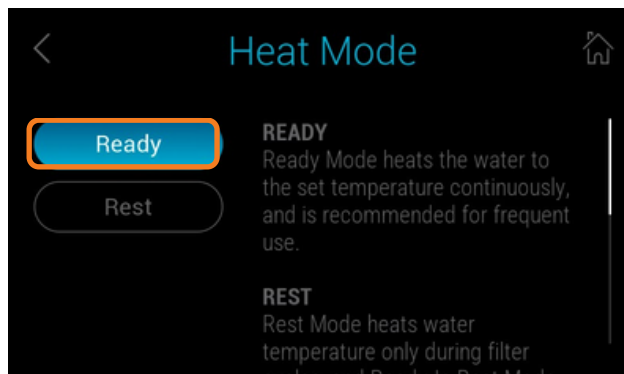 Heat Mode
Ready
Rest
READY
Ready Mode heats the water to
the set temperature continuously,
and is recommended for frequent
use.
REST
Rest Mode heats water
temperature only during filter